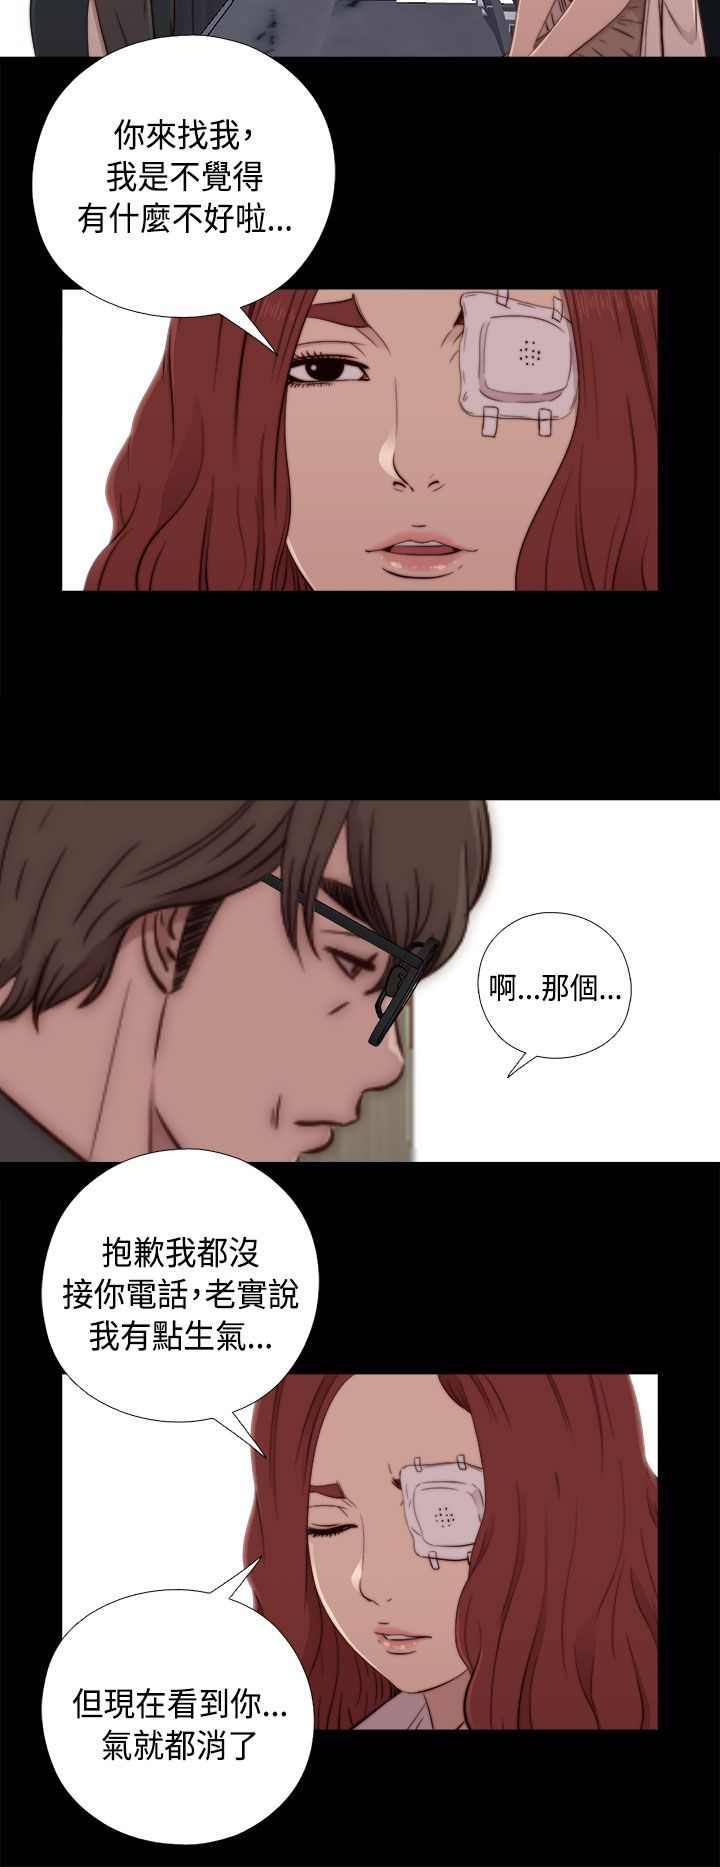 你來找我，
我是不覺得
有什麼不好啦...
啊...那個...
抱歉我都沒
接你電話，老實說
我有點生氣...
但現在看到你...
氣就都消了